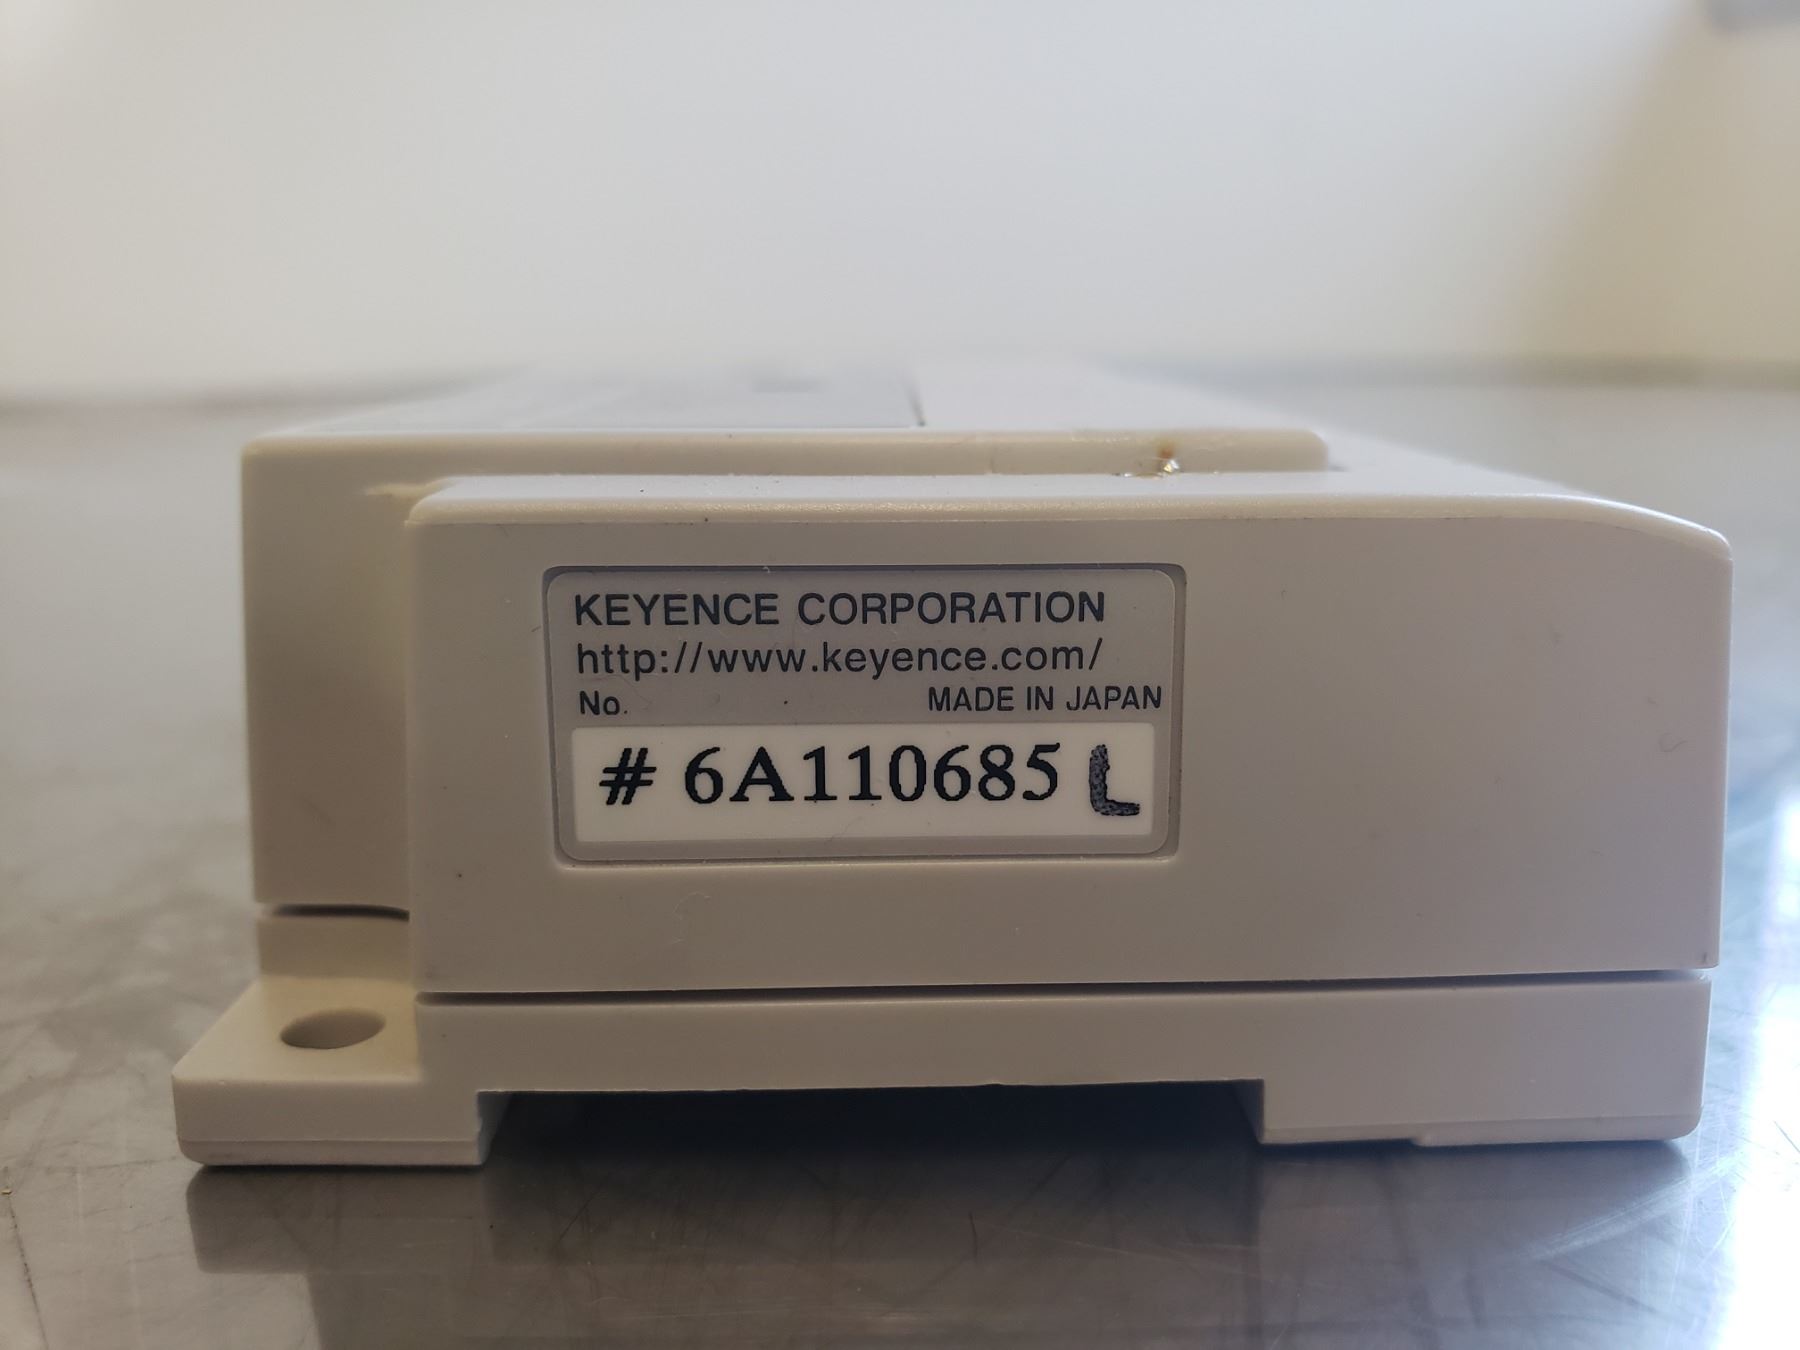 KEYENCE CORPORATION
http://www.keyence.com/
No. MADE IN JAPAN
# 6A110685 L